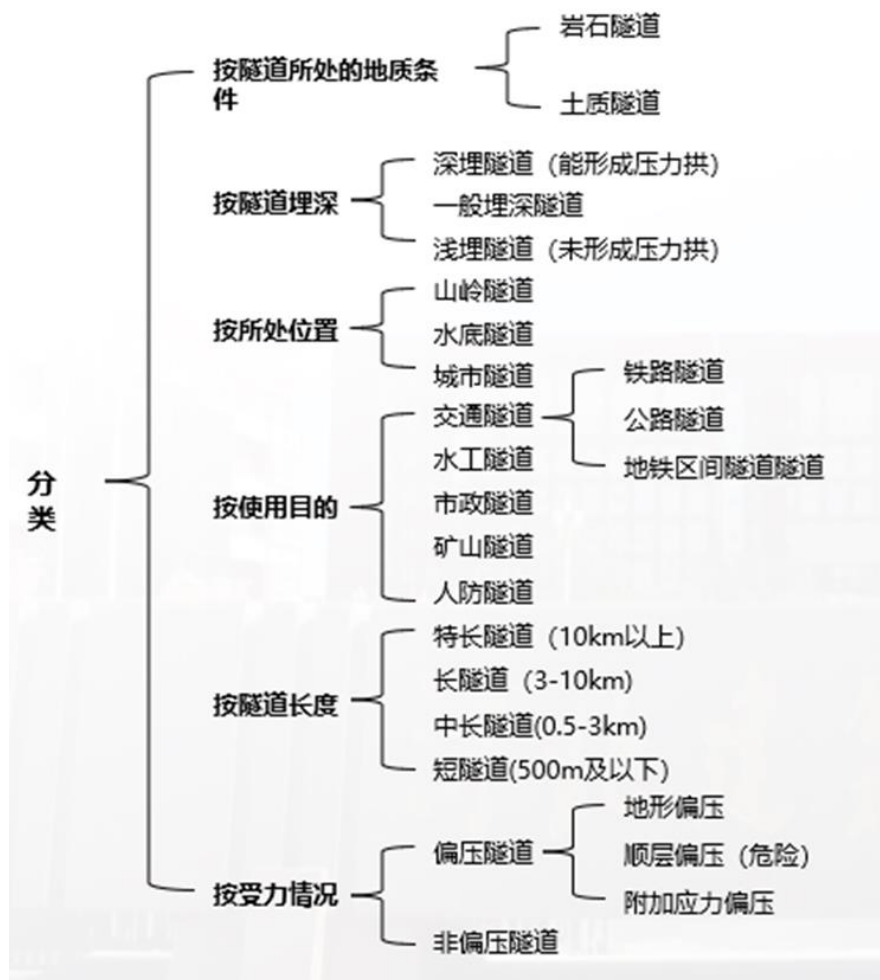 分
类
按隧道所处的地质条
件
岩石隧道
土质隧道
按隧道埋深
深埋隧道（能形成压力拱）
一般埋深隧道
浅埋隧道（未形成压力拱）
按所处位置
山岭隧道
水底隧道
城市隧道
按使用目的
交通隧道
铁路隧道
公路隧道
地铁区间隧道隧道
水工隧道
市政隧道
矿山隧道
人防隧道
按隧道长度
特长隧道（10km以上）
长隧道（3-10km)
中长隧道(0.5-3km)
短隧道(500m及以下）
按受力情况
偏压隧道
地形偏压
顺层偏压（危险）
附加应力偏压
非偏压隧道